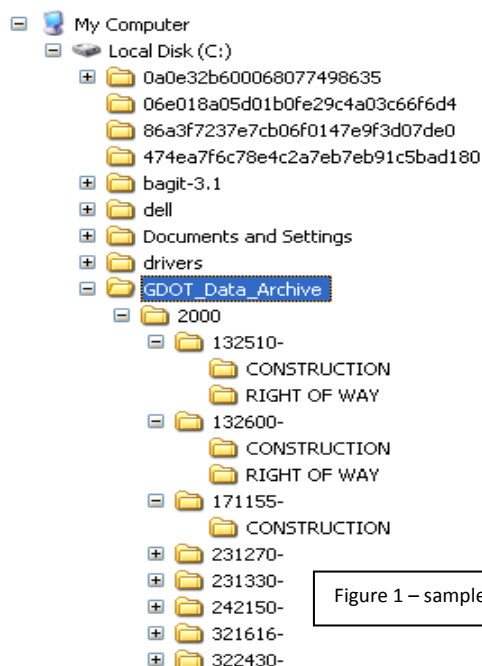 My Computer
Local Disk (C:)
0a0e32b600068077498635
06e018a05d01b0fe29c4a03c66f6d4
86a3f7237e7cb06f0147e9f3d07de0
474ea7f6c78e4c2a7eb7eb91c5bad180
bagit-3.1
dell
Documents and Settings
drivers
GDOT_Data_Archive
2000
132510-
CONSTRUCTION
RIGHT OF WAY
132600-
CONSTRUCTION
RIGHT OF WAY
171155-
CONSTRUCTION
231270-
231330-
242150-
Figure 1 – sample
321616-
322430-